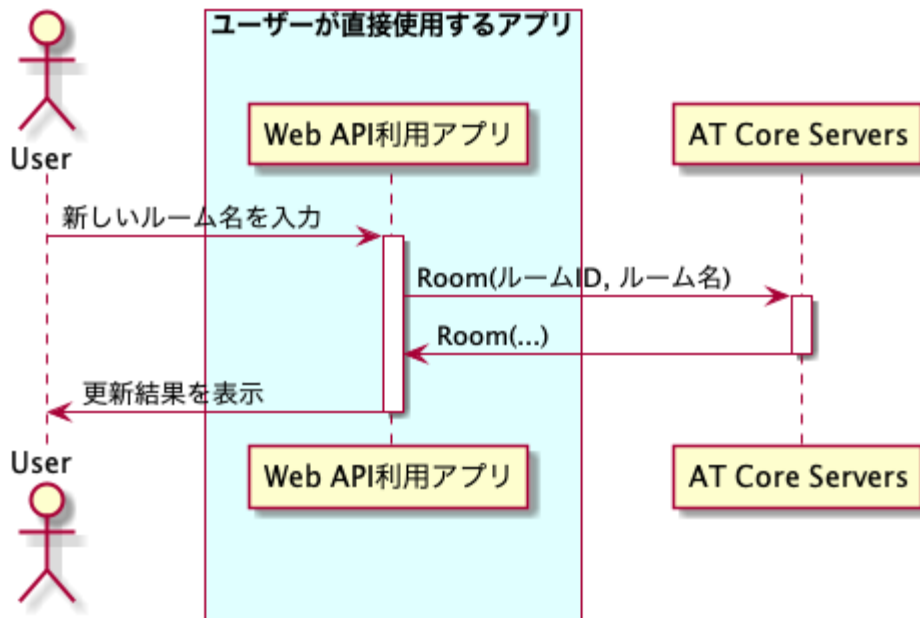 ユーザーが直接使用するアプリ
Web API利用アプリ
AT Core Servers
User
新しいルーム名を入力
Room(ルームID, ルーム名)
Room(...)
更新結果を表示
User
Web API利用アプリ
AT Core Servers